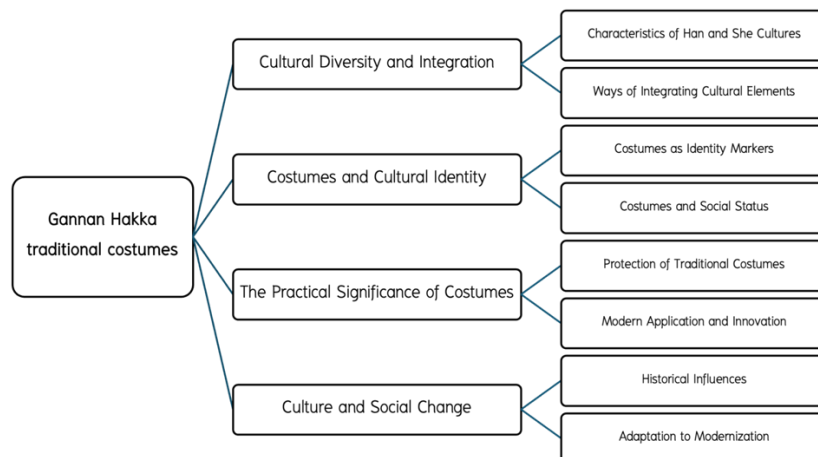 Gannan Hakka
traditional costumes
Cultural Diversity and Integration
Characteristics of Han and She Cultures
Ways of Integrating Cultural Elements
Costumes and Cultural Identity
Costumes as Identity Markers
Costumes and Social Status
The Practical Significance of Costumes
Protection of Traditional Costumes
Modern Application and Innovation
Culture and Social Change
Historical Influences
Adaptation to Modernization